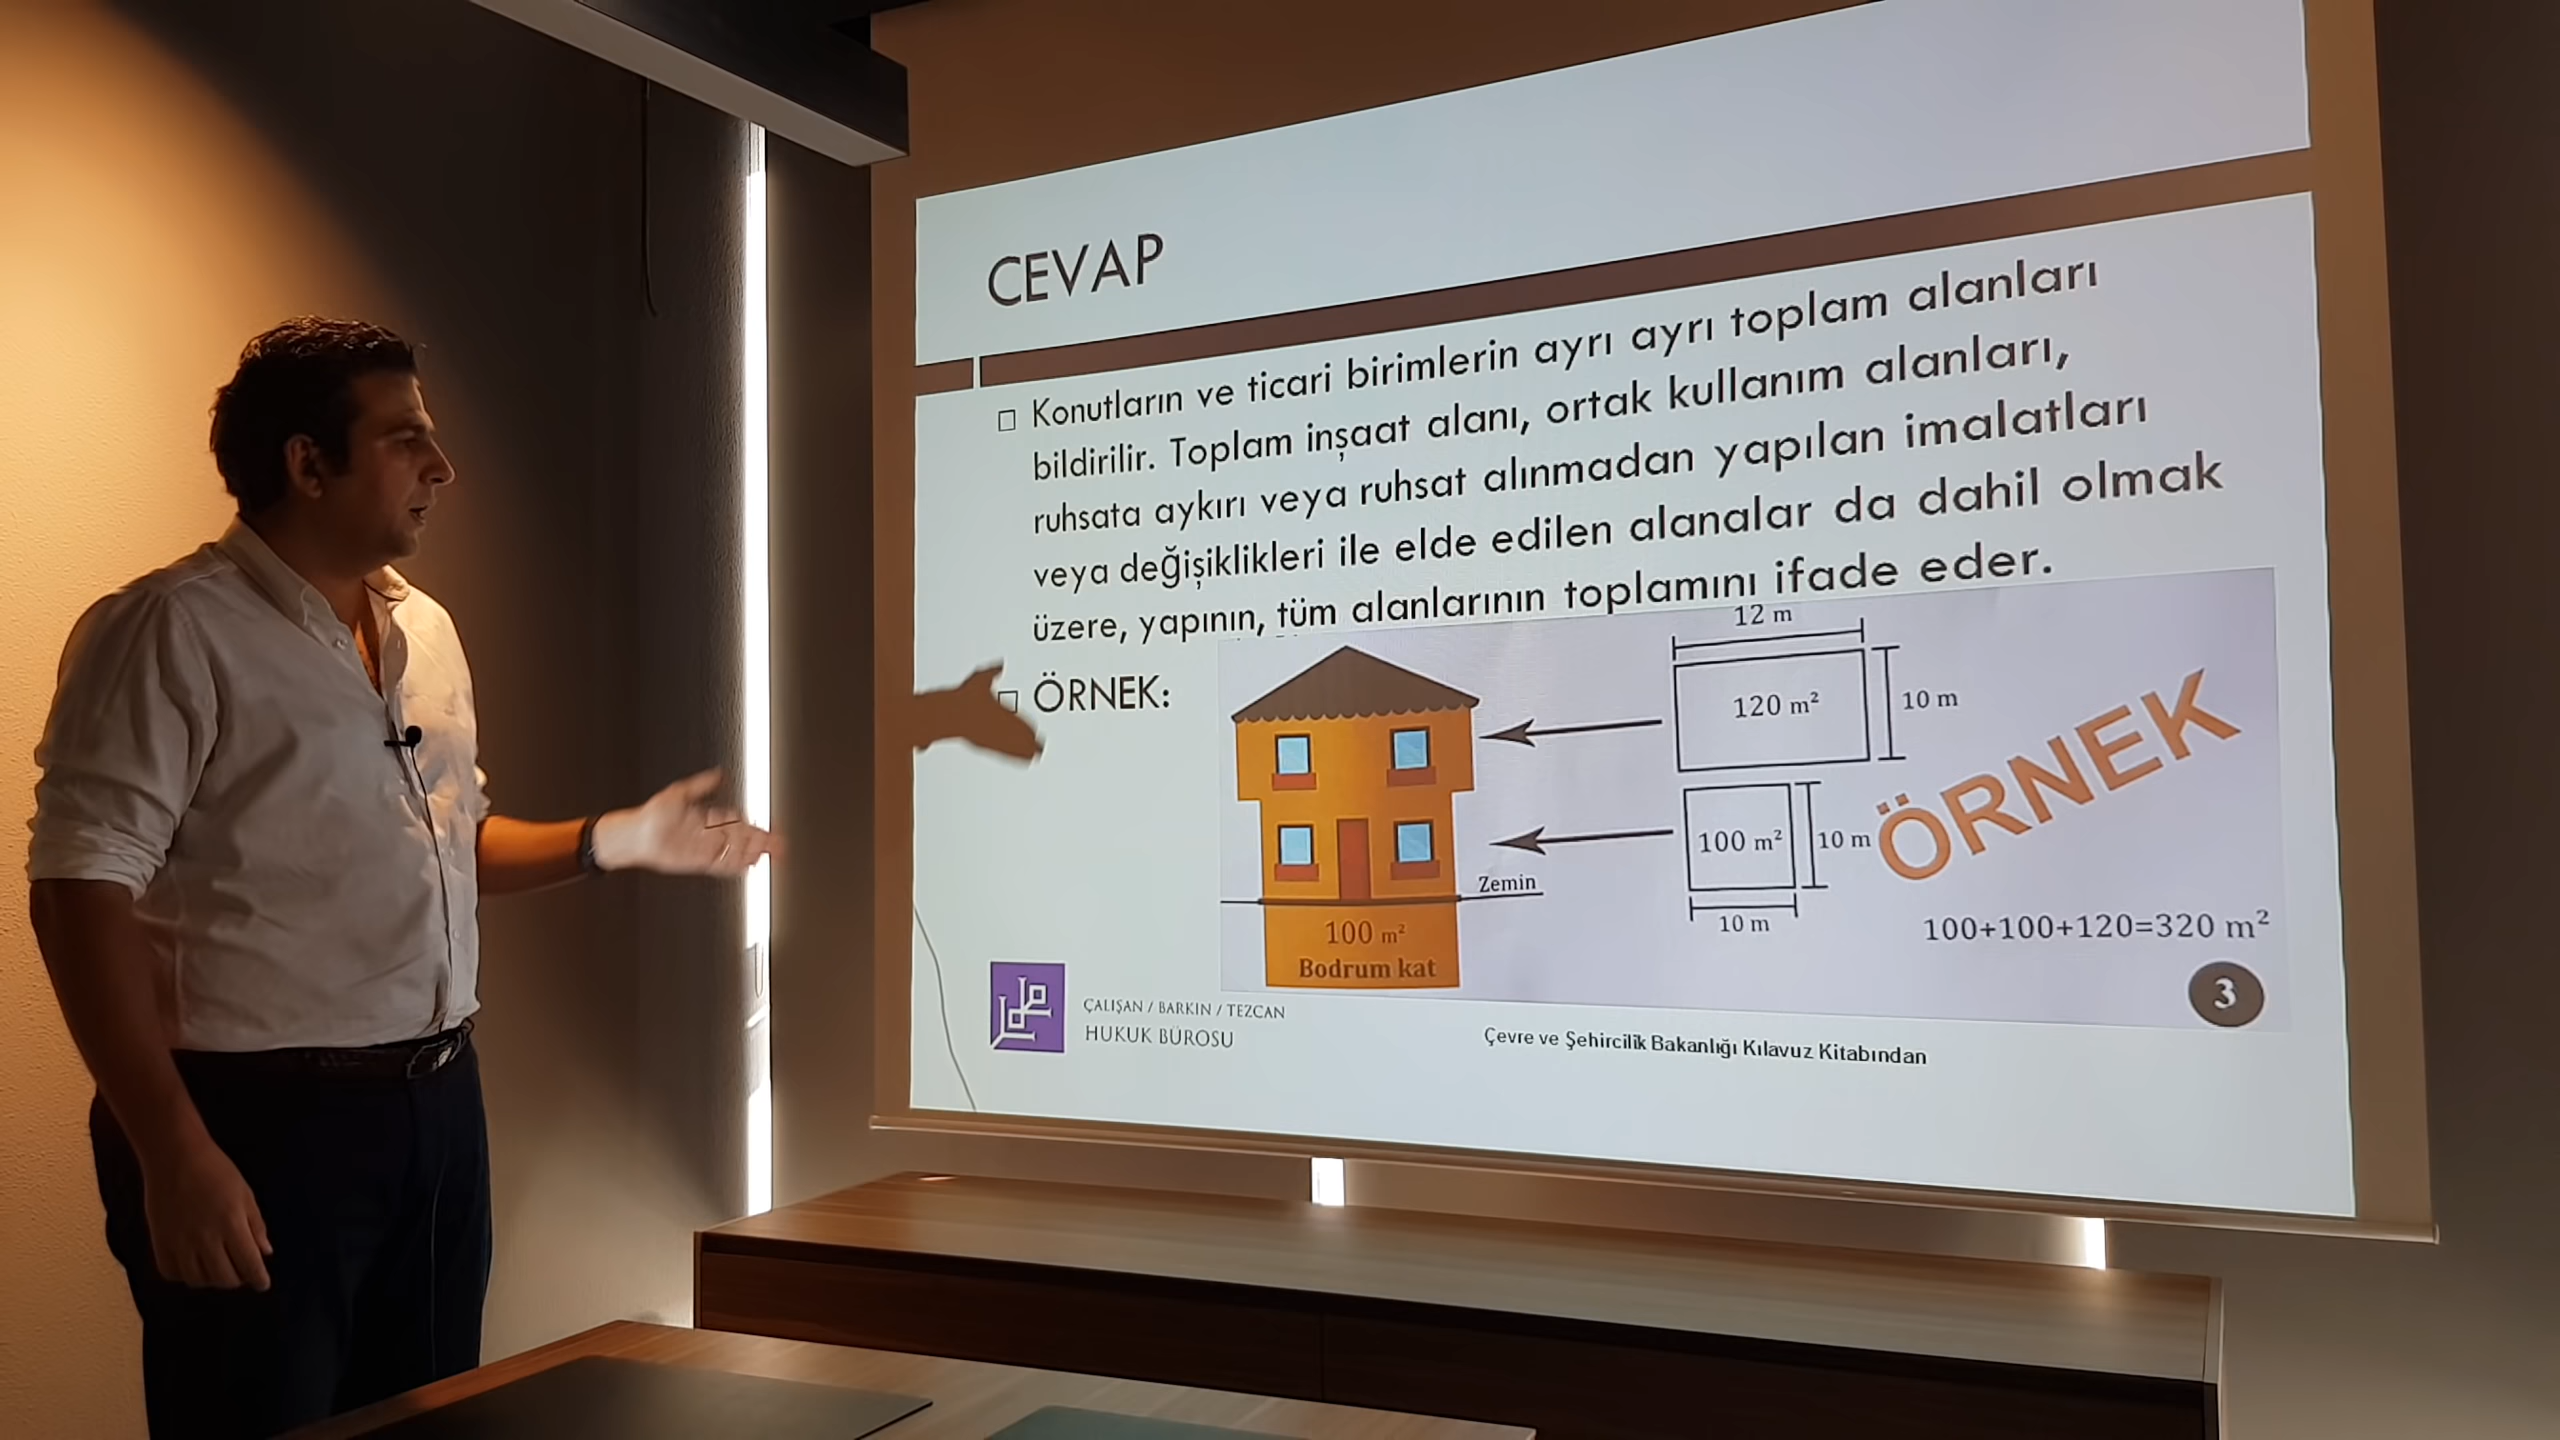 CEVAP
Konutların ve ticari birimlerin ayrı ayrı toplam alanları
bildirilir. Toplam inşaat alanı, ortak kullanım alanları,
ruhsata aykırı veya ruhsat alınmadan yapılan imalatları
veya değişiklikleri ile elde edilen alanalar da dahil olmak
üzere, yapının, tüm alanlarının toplamını ifade eder.
ÖRNEK:
12 m
120 m²
10 m
100 m²
10 m
10 m
Zemin
100 m²
Bodrum kat
ÖRNEK
100+100+120=320 m²
3
ÇALIŞAN / BARKIN / TEZCAN
HUKUK BÜROSU
Çevre ve Şehircilik Bakanlığı Kılavuz Kitabından